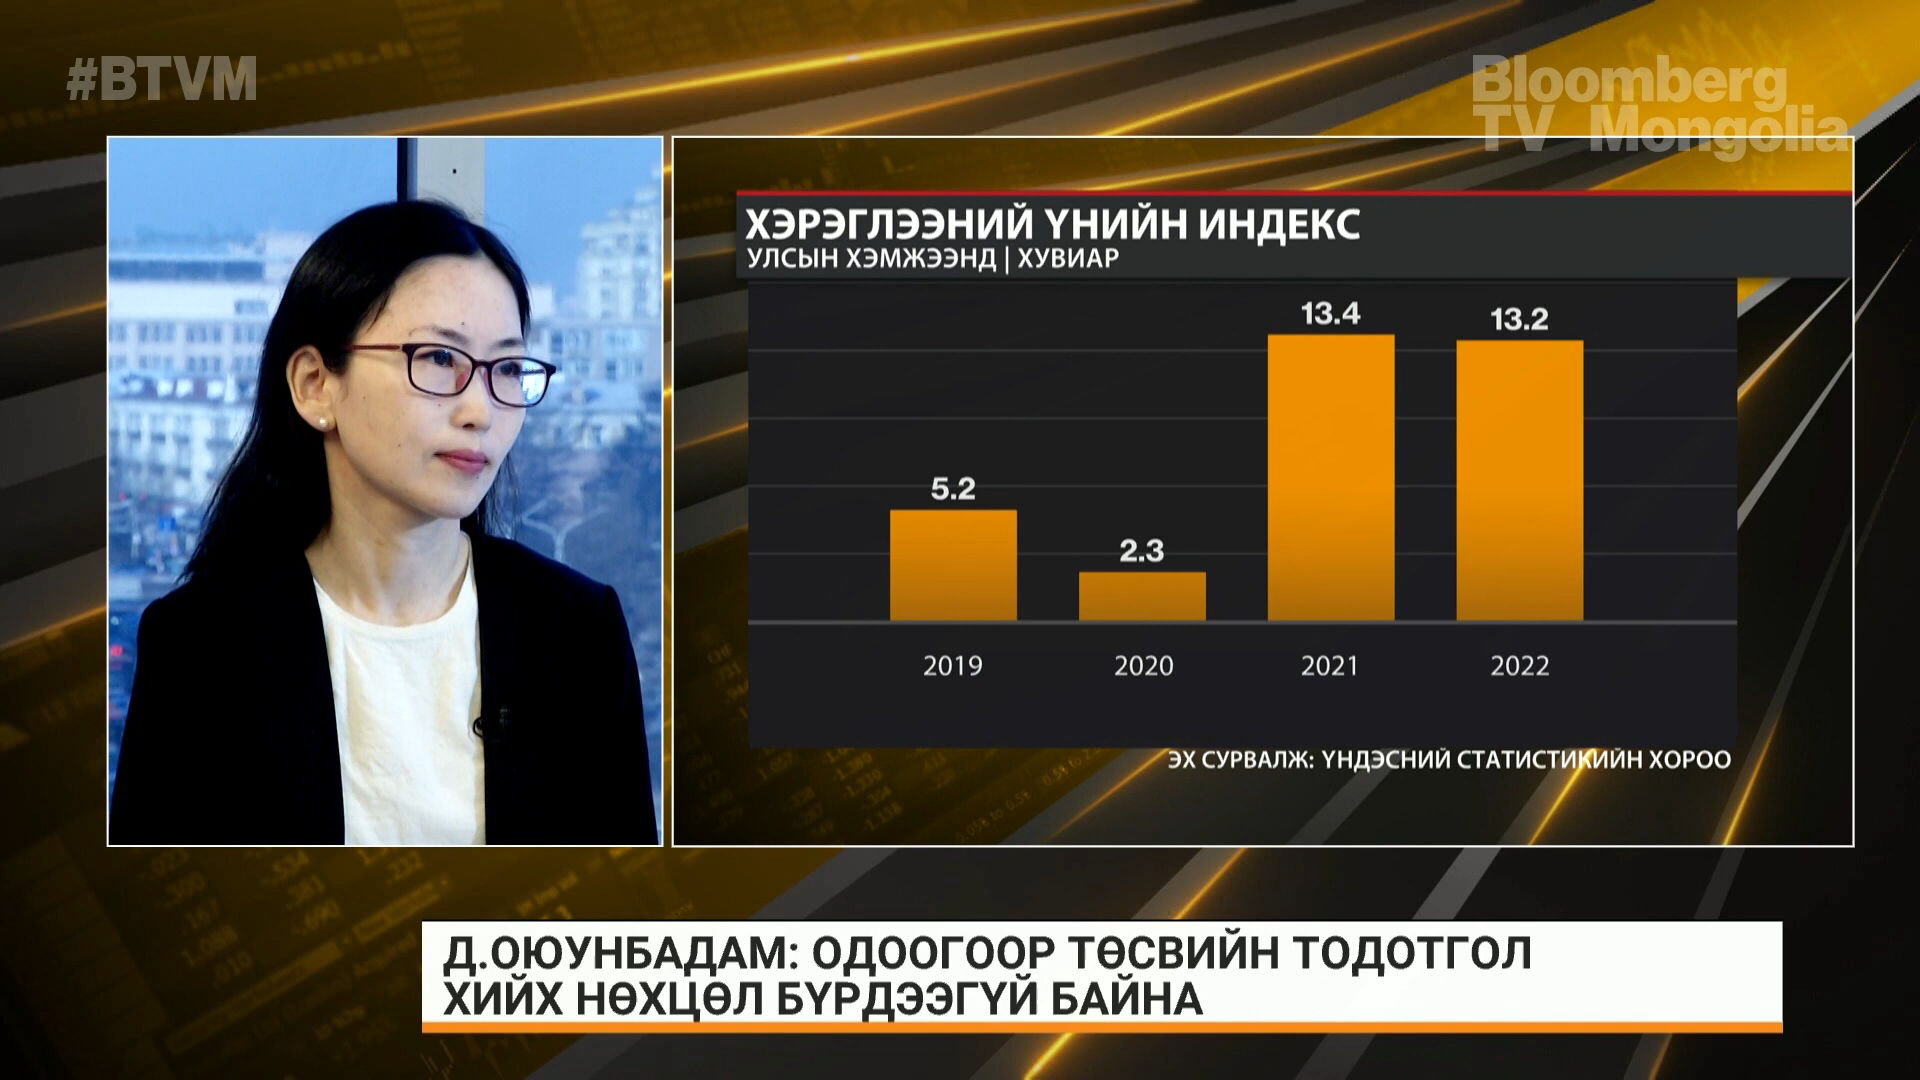 #BTVM
Bloomberg
TV Mongolia
ХЭРЭГЛЭЭНИЙ ҮНИЙН ИНДЕКС
УЛСЫН ХЭМЖЭЭНД | ХУВИАР
5.2
2.3
13.4
13.2
2019
2020
2021
2022
ЭХ СУРВАЛЖ: ҮНДЭСНИЙ СТАТИСТИКИЙН ХОРОО
Д.ОЮУНБАДАМ: ОДООГООР ТӨСВИЙН ТОДОТГОЛ
ХИЙХ НӨХЦӨЛ БҮРДЭЭГҮЙ БАЙНА